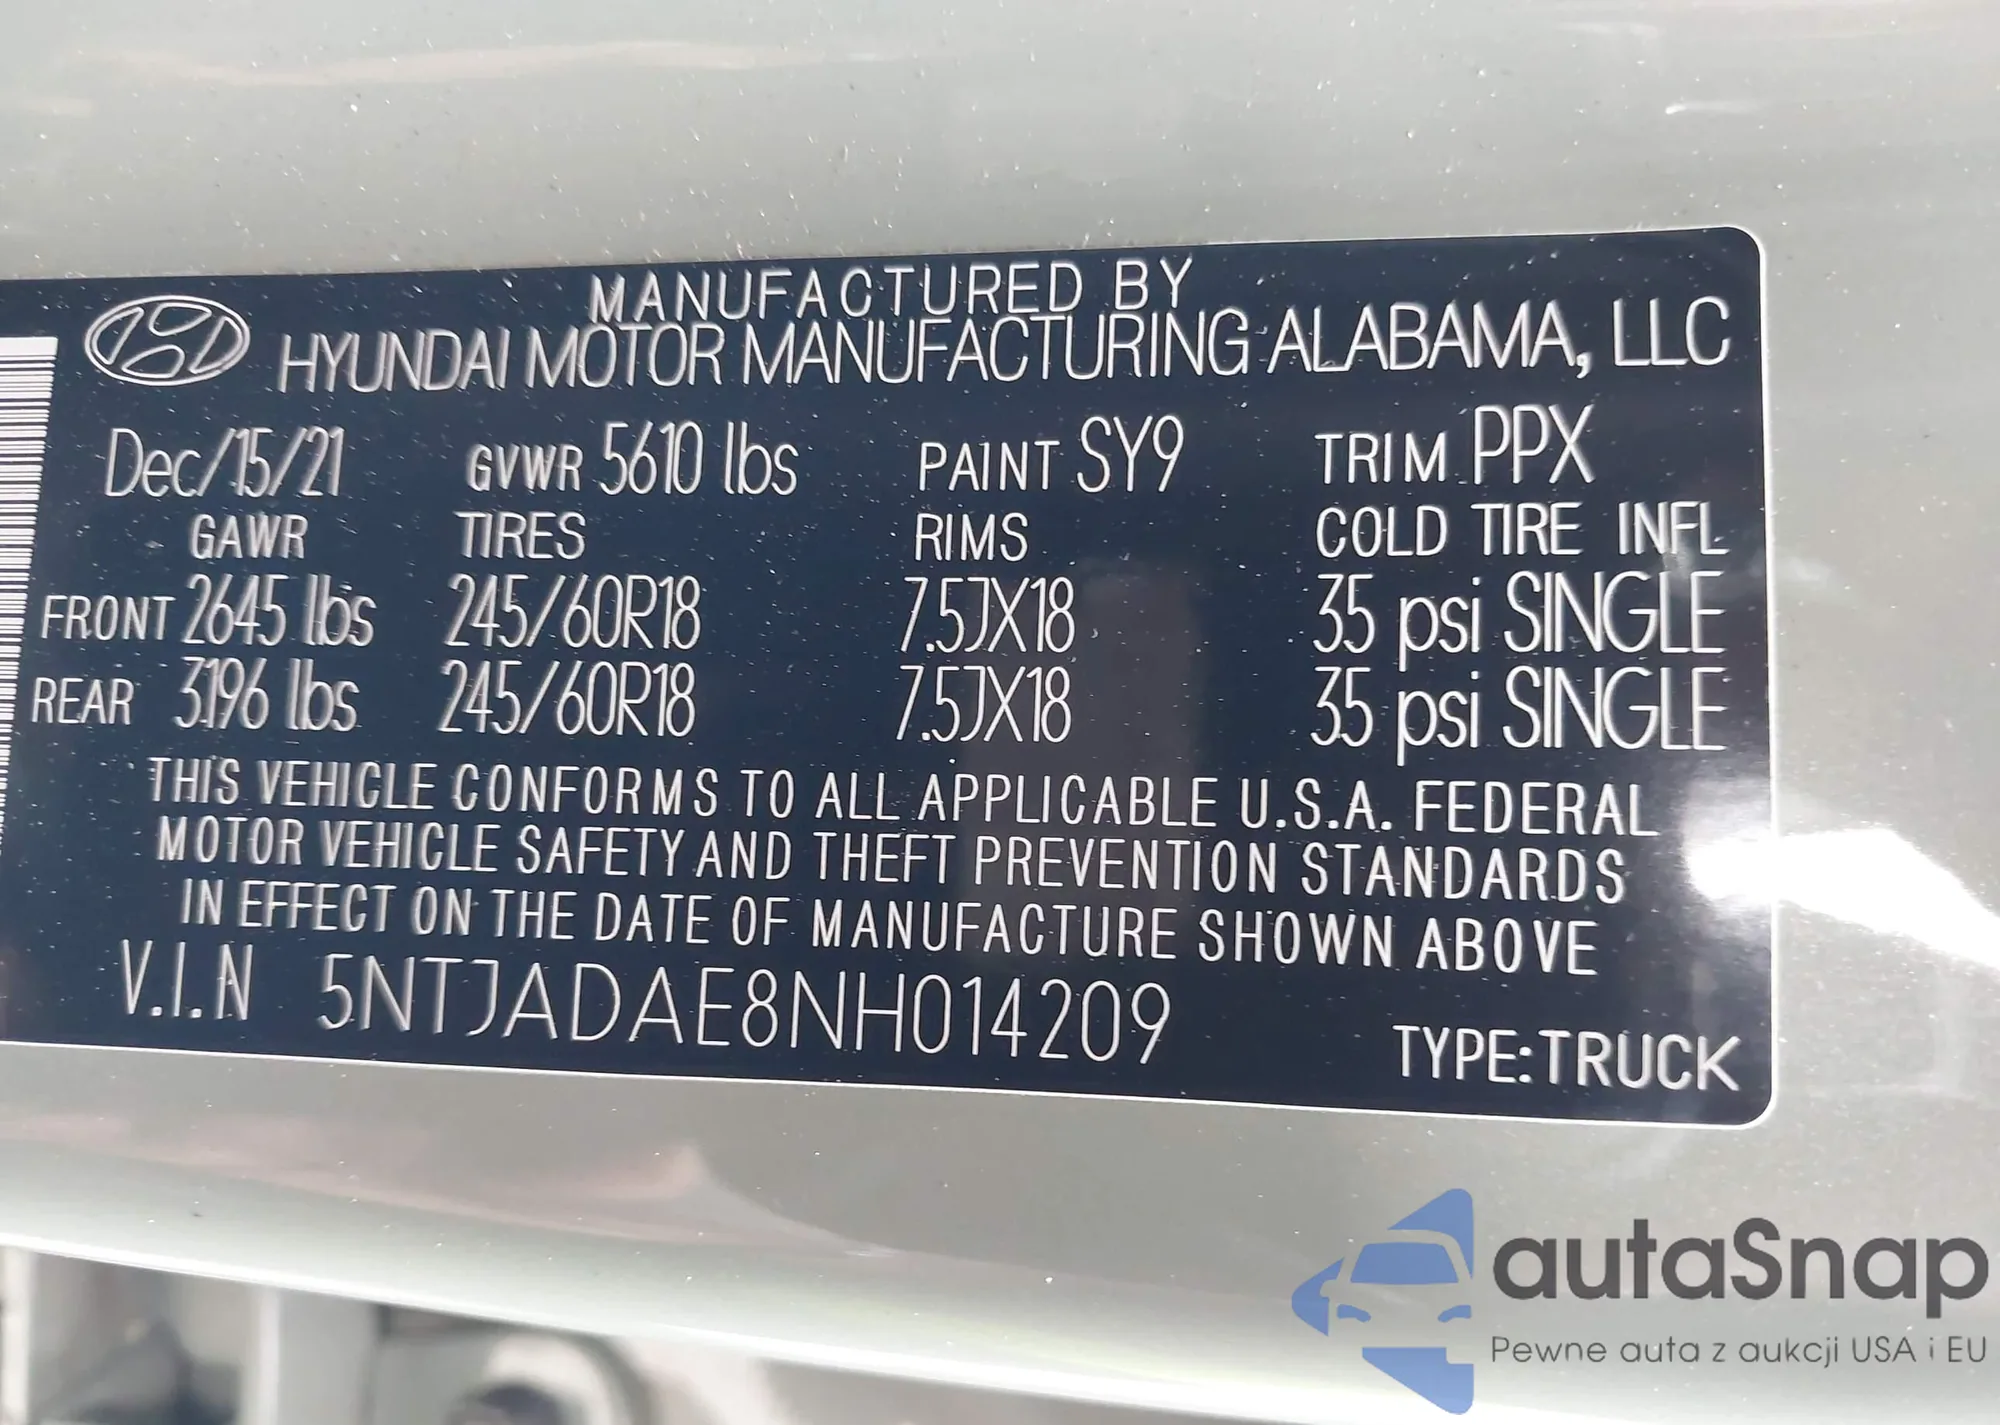 MANUFACTURED BY
HYUNDAI MOTOR MANUFACTURING ALABAMA, LLC
Dec/15/21 GVWR 5610 lbs PAINT SY9 TRIM PPX
GAWR TIRES RIMS COLD TIRE INFL
FRONT 2645 lbs 245/60R18 7.5JX18 35 psi SINGLE
REAR 3196 lbs 245/60R18 7.5JX18 35 psi SINGLE
THIS VEHICLE CONFORMS TO ALL APPLICABLE U.S.A. FEDERAL
MOTOR VEHICLE SAFETY AND THEFT PREVENTION STANDARDS
IN EFFECT ON THE DATE OF MANUFACTURE SHOWN ABOVE
V.I.N 5NTJADAE8NH014209
TYPE:TRUCK
autaSnap
Pewne auta z aukcji USA i EU